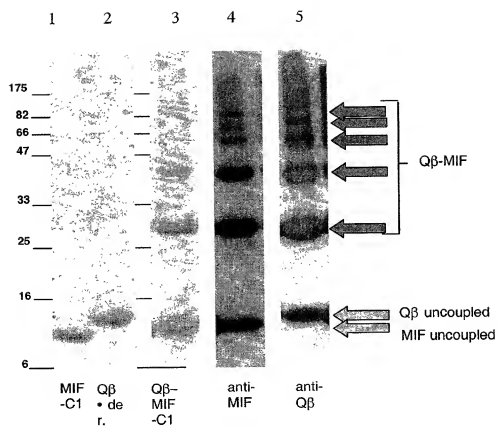 1 2 3 4 5
175
82
66
47
33
25
16
6
Qβ-MIF
Qβ uncoupled
MIF uncoupled
MIF
-C1
Qβ
• de
r.
Qβ–
MIF
-C1
anti-
MIF
anti-
Qβ